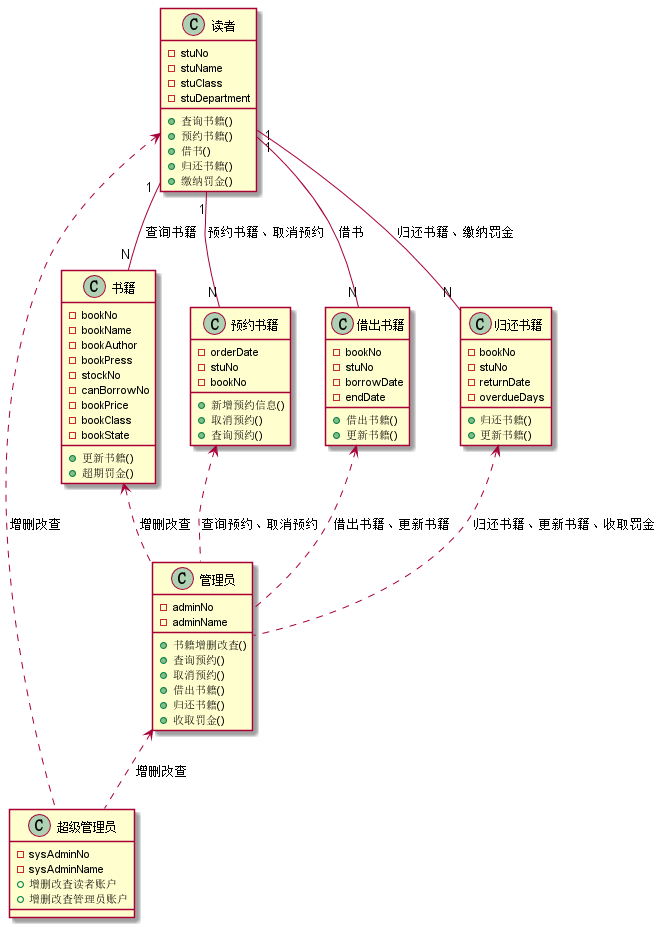 C 读者
stuNo
stuName
stuClass
stuDepartment
查询书籍()
预约书籍()
借书()
归还书籍()
缴纳罚金()
1
1
1
1
查询书籍
预约书籍、取消预约
借书
归还书籍、缴纳罚金
N
N
N
N
C 书籍
bookNo
bookName
bookAuthor
bookPress
stockNo
canBorrowNo
bookPrice
bookClass
bookState
更新书籍()
超期罚金()
C 预约书籍
orderDate
stuNo
bookNo
新增预约信息()
取消预约()
查询预约()
C 借出书籍
bookNo
stuNo
borrowDate
endDate
借出书籍()
更新书籍()
C 归还书籍
bookNo
stuNo
returnDate
overdueDays
归还书籍()
更新书籍()
增删改查
增删改查
查询预约、取消预约
借出书籍、更新书籍
归还书籍、更新书籍、收取罚金
C 管理员
adminNo
adminName
书籍增删改查()
查询预约()
取消预约()
借出书籍()
归还书籍()
收取罚金()
增删改查
C 超级管理员
sysAdminNo
sysAdminName
增删改查读者账户
增删改查管理员账户